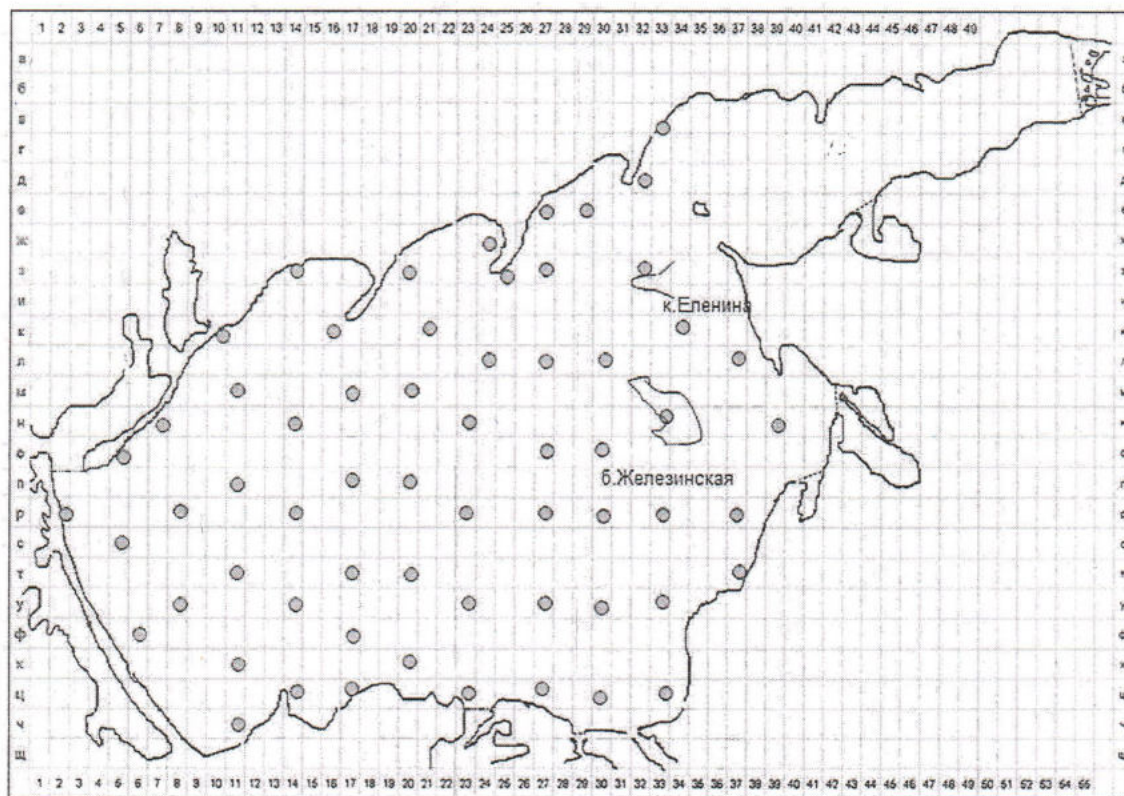 1 2 3 4 5 6 7 8 9 10 11 12 13 14 15 16 17 18 19 20 21 22 23 24 25 26 27 28 29 30 31 32 33 34 35 36 37 38 39 40 41 42 43 44 45 46 47 48 49
а
б
в
г
д
е
ж
з
и
к.Еленина
к
л
м
н
о
б.Железинская
п
р
с
т
у
ф
х
ц
ч
щ
1 2 3 4 5 6 7 8 9 10 11 12 13 14 15 16 17 18 19 20 21 22 23 24 25 26 27 28 29 30 31 32 33 34 35 36 37 38 39 40 41 42 43 44 45 46 47 48 49 50 51 52 53 54 55